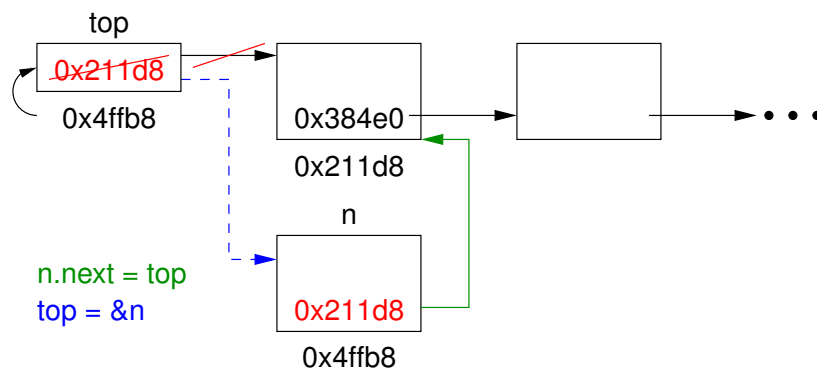 top
0x211d8
0x4ffb8
0x384e0
0x211d8
n
n.next = top
top = &n
0x211d8
0x4ffb8